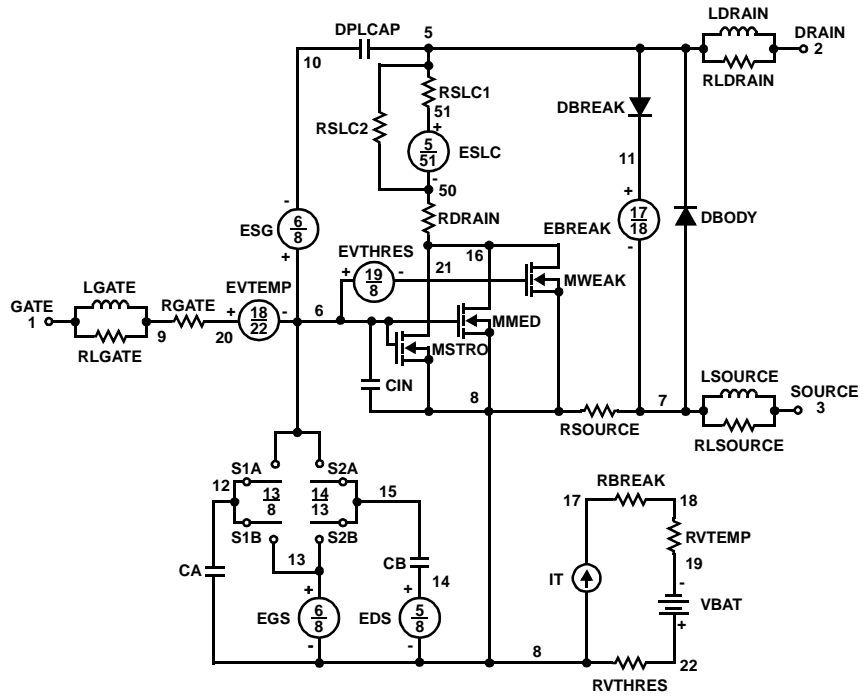 LDRAIN
DPLCAP 5 DRAIN
10 2
RLDRAIN
RSLC1
51
DBREAK
RSLC2
+
5
51
ESLC
11
-
50
- +
RDRAIN
17
18
DBODY
ESG 6
8
EBREAK
EVTHRES 16 -
+ + 19
8 - 21
MWEAK
LGATE EVTEMP
GATE RGATE + 18
22 - 6
1 MMED
9 20
RLGATE MSTRO
LSOURCE
CIN SOURCE
8 7 3
RSOURCE
RLSOURCE
S1A S2A
12 13
8 14
13 15 RBREAK
17 18
S1B S2B
RVTEMP
13 CB 19
CA 14 IT -
+ +
VBAT
EGS 6
8 EDS 5
8 +
- -
8 22
RVTHRES